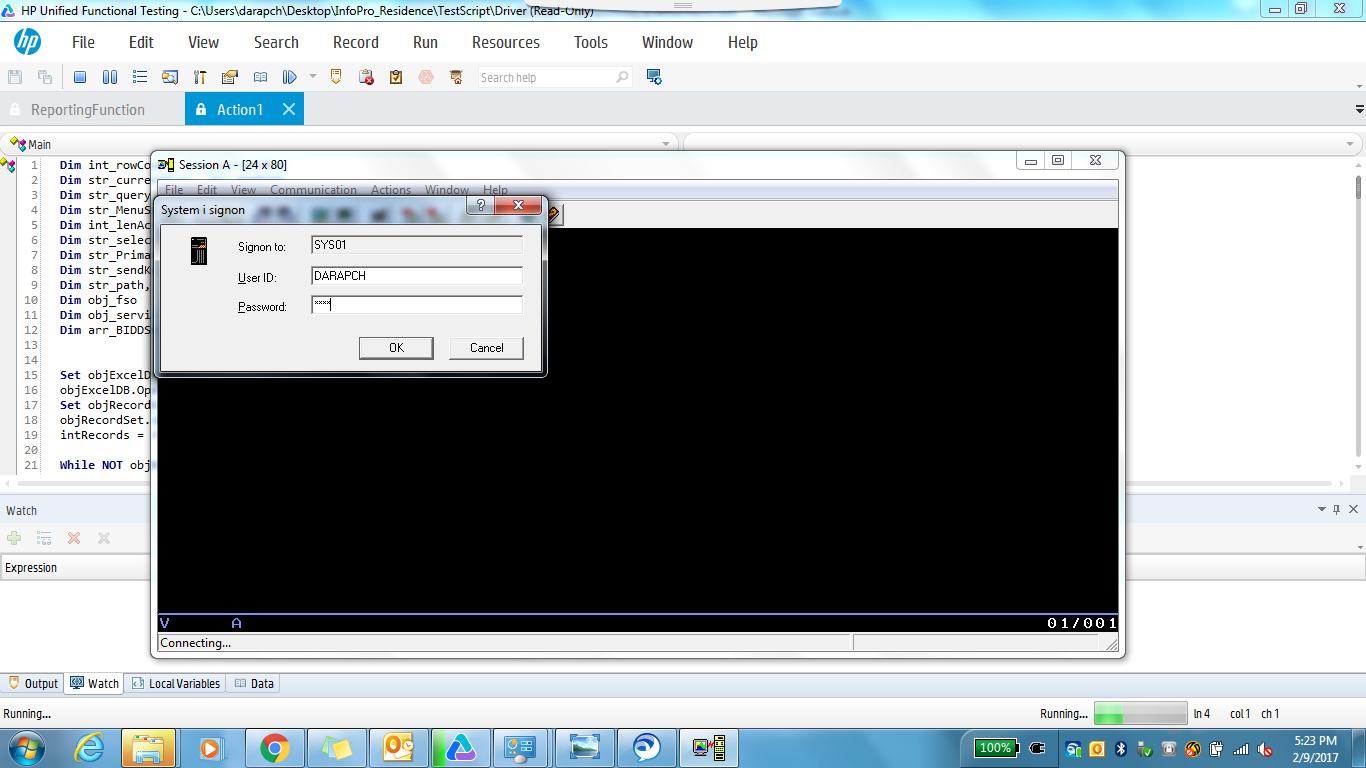 HP Unified Functional Testing - C:\Users\darapch\Desktop\InfoPro_Residence\TestScript\Driver (Read-Only)
hp File Edit View Search Record Run Resources Tools Window Help
Search help
ReportingFunction Action1
Main
1 Dim int_rowCo
2 Dim str_curre
3 Dim str_query
4 Dim str_MenuS
5 Dim int_lenAc
6 Dim str_selec
7 Dim str_Prima
8 Dim str_sendK
9 Dim str_path,
10 Dim obj_fso
11 Dim obj_servi
12 Dim arr_BIDDS
13
14
15 Set objExcelD
16 objExcelDB.Op
17 Set objRecord
18 objRecordSet.
19 intRecords =
20
21 While NOT obj
Session A - [24 x 80]
File Edit View Communication Actions Window Help
System i signon
Signon to: SYS01
User ID: DARAPCH
Password: ****
OK Cancel
V A 01/001
Connecting...
Watch
Expression
Output Watch Local Variables Data
Running... Running... ln 4 col 1 ch 1
100% 5:23 PM
2/9/2017